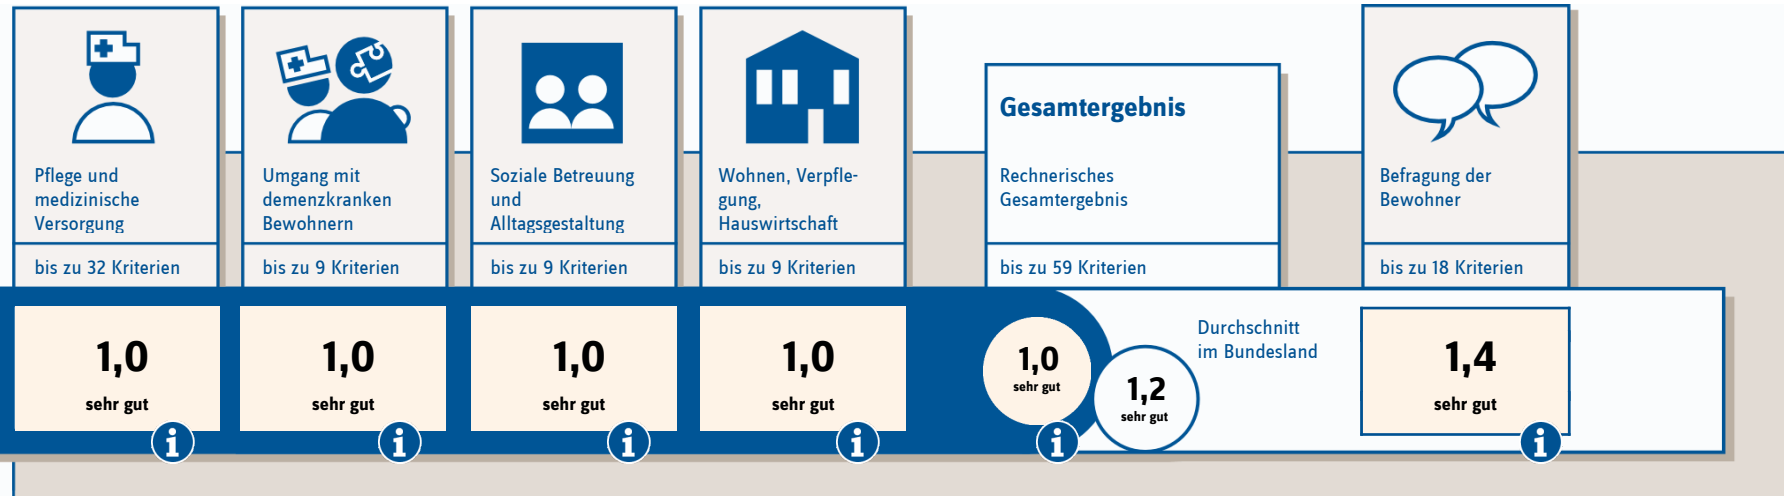 Pflege und
medizinische
Versorgung
bis zu 32 Kriterien
1,0
sehr gut
i
Umgang mit
demenzkranken
Bewohnern
bis zu 9 Kriterien
1,0
sehr gut
i
Soziale Betreuung
und
Alltagsgestaltung
bis zu 9 Kriterien
1,0
sehr gut
i
Wohnen, Verpfle-
gung,
Hauswirtschaft
bis zu 9 Kriterien
1,0
sehr gut
i
Gesamtergebnis
Rechnerisches
Gesamtergebnis
bis zu 59 Kriterien
1,0
sehr gut
i
Durchschnitt
im Bundesland
1,2
sehr gut
Befragung der
Bewohner
bis zu 18 Kriterien
1,4
sehr gut
i